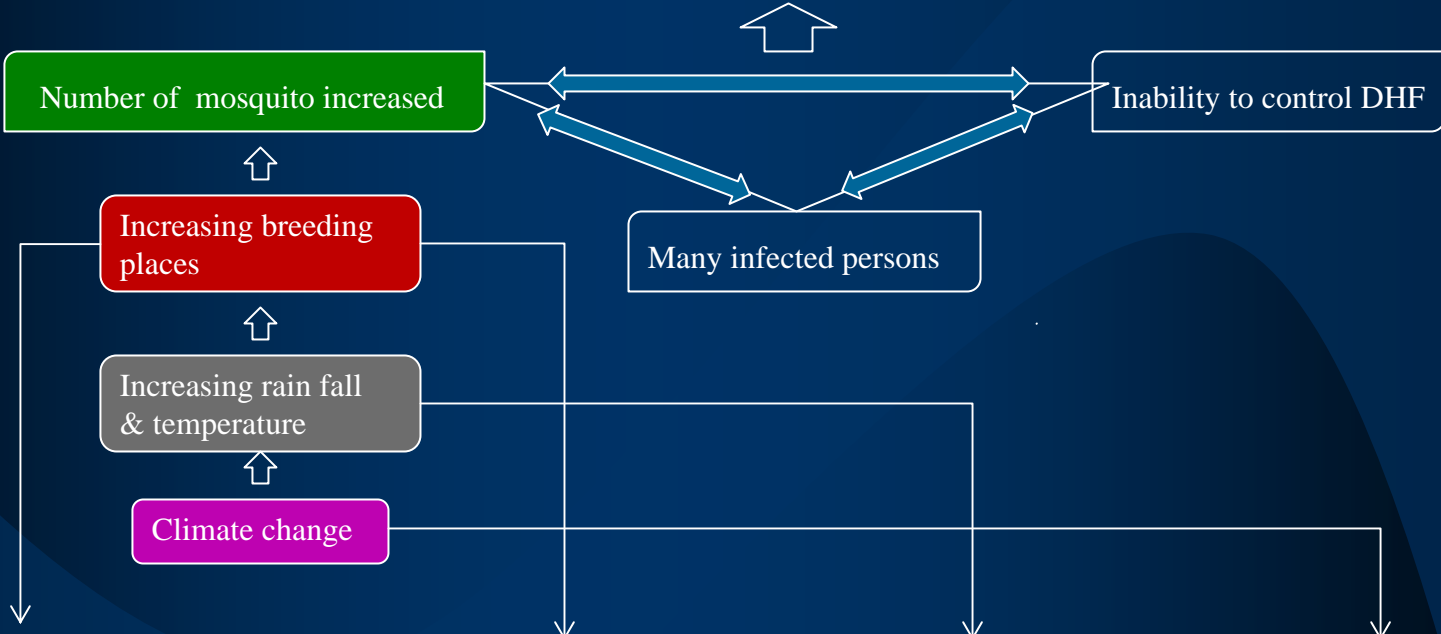 Number of mosquito increased
Inability to control DHF
Increasing breeding
places
Many infected persons
Increasing rain fall
& temperature
Climate change